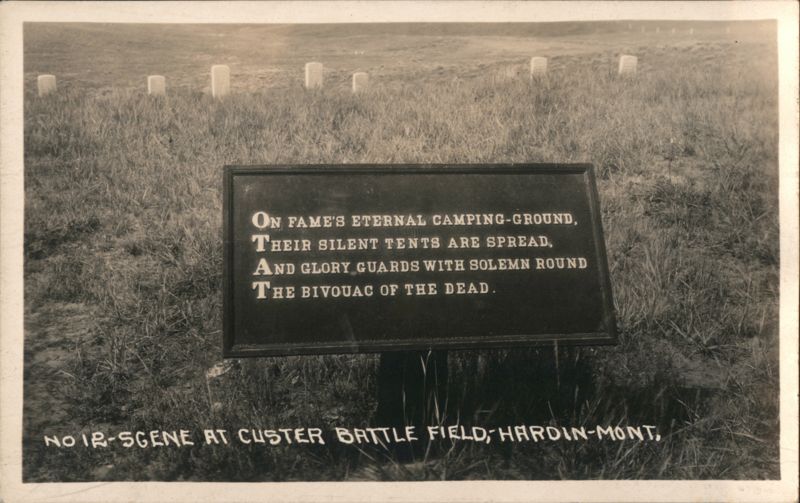 ON FAME'S ETERNAL CAMPING-GROUND,
THEIR SILENT TENTS ARE SPREAD,
AND GLORY GUARDS WITH SOLEMN ROUND
THE BIVOUAC OF THE DEAD.
NO 12-SCENE AT CUSTER BATTLE FIELD,-HARDIN-MONT,